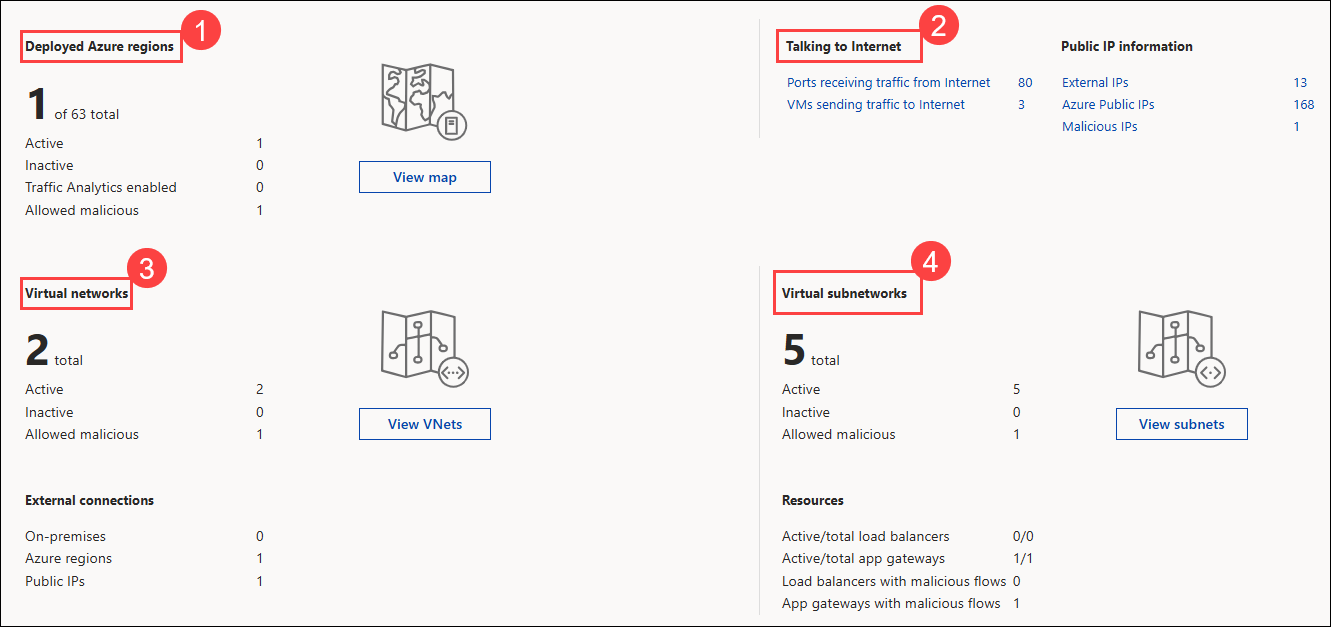 Deployed Azure regions
1
1 of 63 total
Active 1
Inactive 0
Traffic Analytics enabled 0
Allowed malicious 1
View map
2
Talking to Internet
Ports receiving traffic from Internet 80
VMs sending traffic to Internet 3
Public IP information
External IPs 13
Azure Public IPs 168
Malicious IPs 1
3
Virtual networks
2 total
Active 2
Inactive 0
Allowed malicious 1
View VNets
External connections
On-premises 0
Azure regions 1
Public IPs 1
4
Virtual subnetworks
5 total
Active 5
Inactive 0
Allowed malicious 1
View subnets
Resources
Active/total load balancers 0/0
Active/total app gateways 1/1
Load balancers with malicious flows 0
App gateways with malicious flows 1